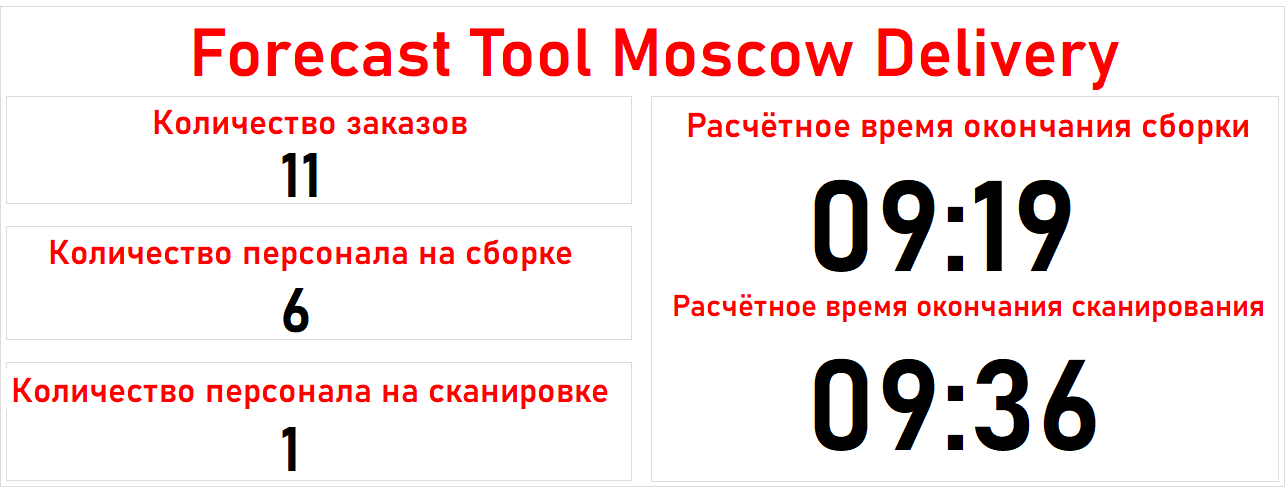 Forecast Tool Moscow Delivery
Количество заказов
11
Количество персонала на сборке
6
Количество персонала на сканировке
1
Расчётное время окончания сборки
09:19
Расчётное время окончания сканирования
09:36